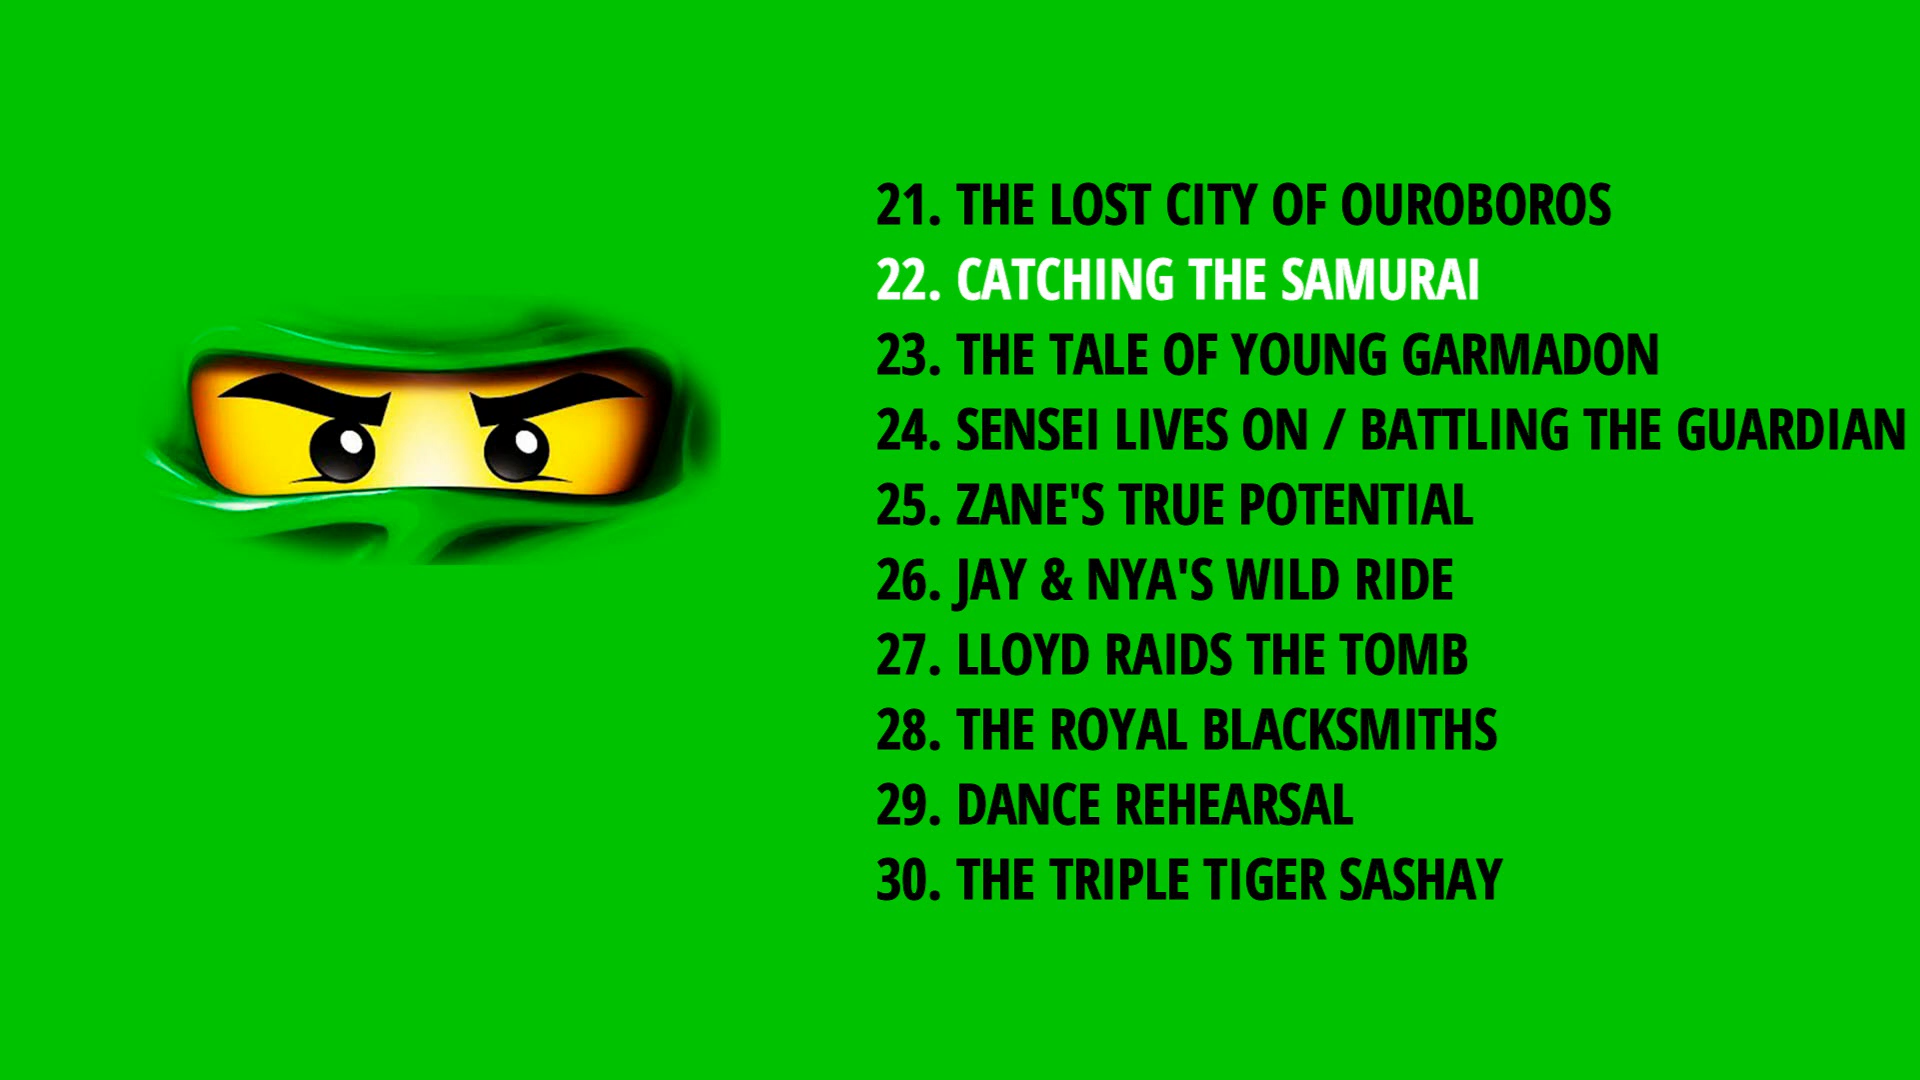 21. THE LOST CITY OF OUROBOROS
22. CATCHING THE SAMURAI
23. THE TALE OF YOUNG GARMADON
24. SENSEI LIVES ON / BATTLING THE GUARDIAN
25. ZANE'S TRUE POTENTIAL
26. JAY & NYA'S WILD RIDE
27. LLOYD RAIDS THE TOMB
28. THE ROYAL BLACKSMITHS
29. DANCE REHEARSAL
30. THE TRIPLE TIGER SASHAY